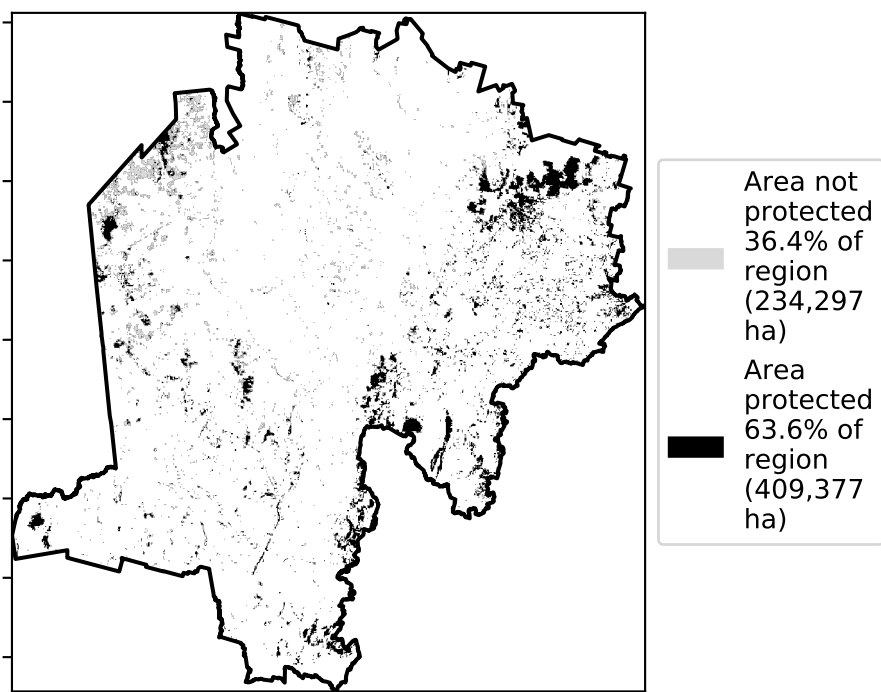 Area not
protected
36.4% of
region
(234,297
ha)
Area
protected
63.6% of
region
(409,377
ha)